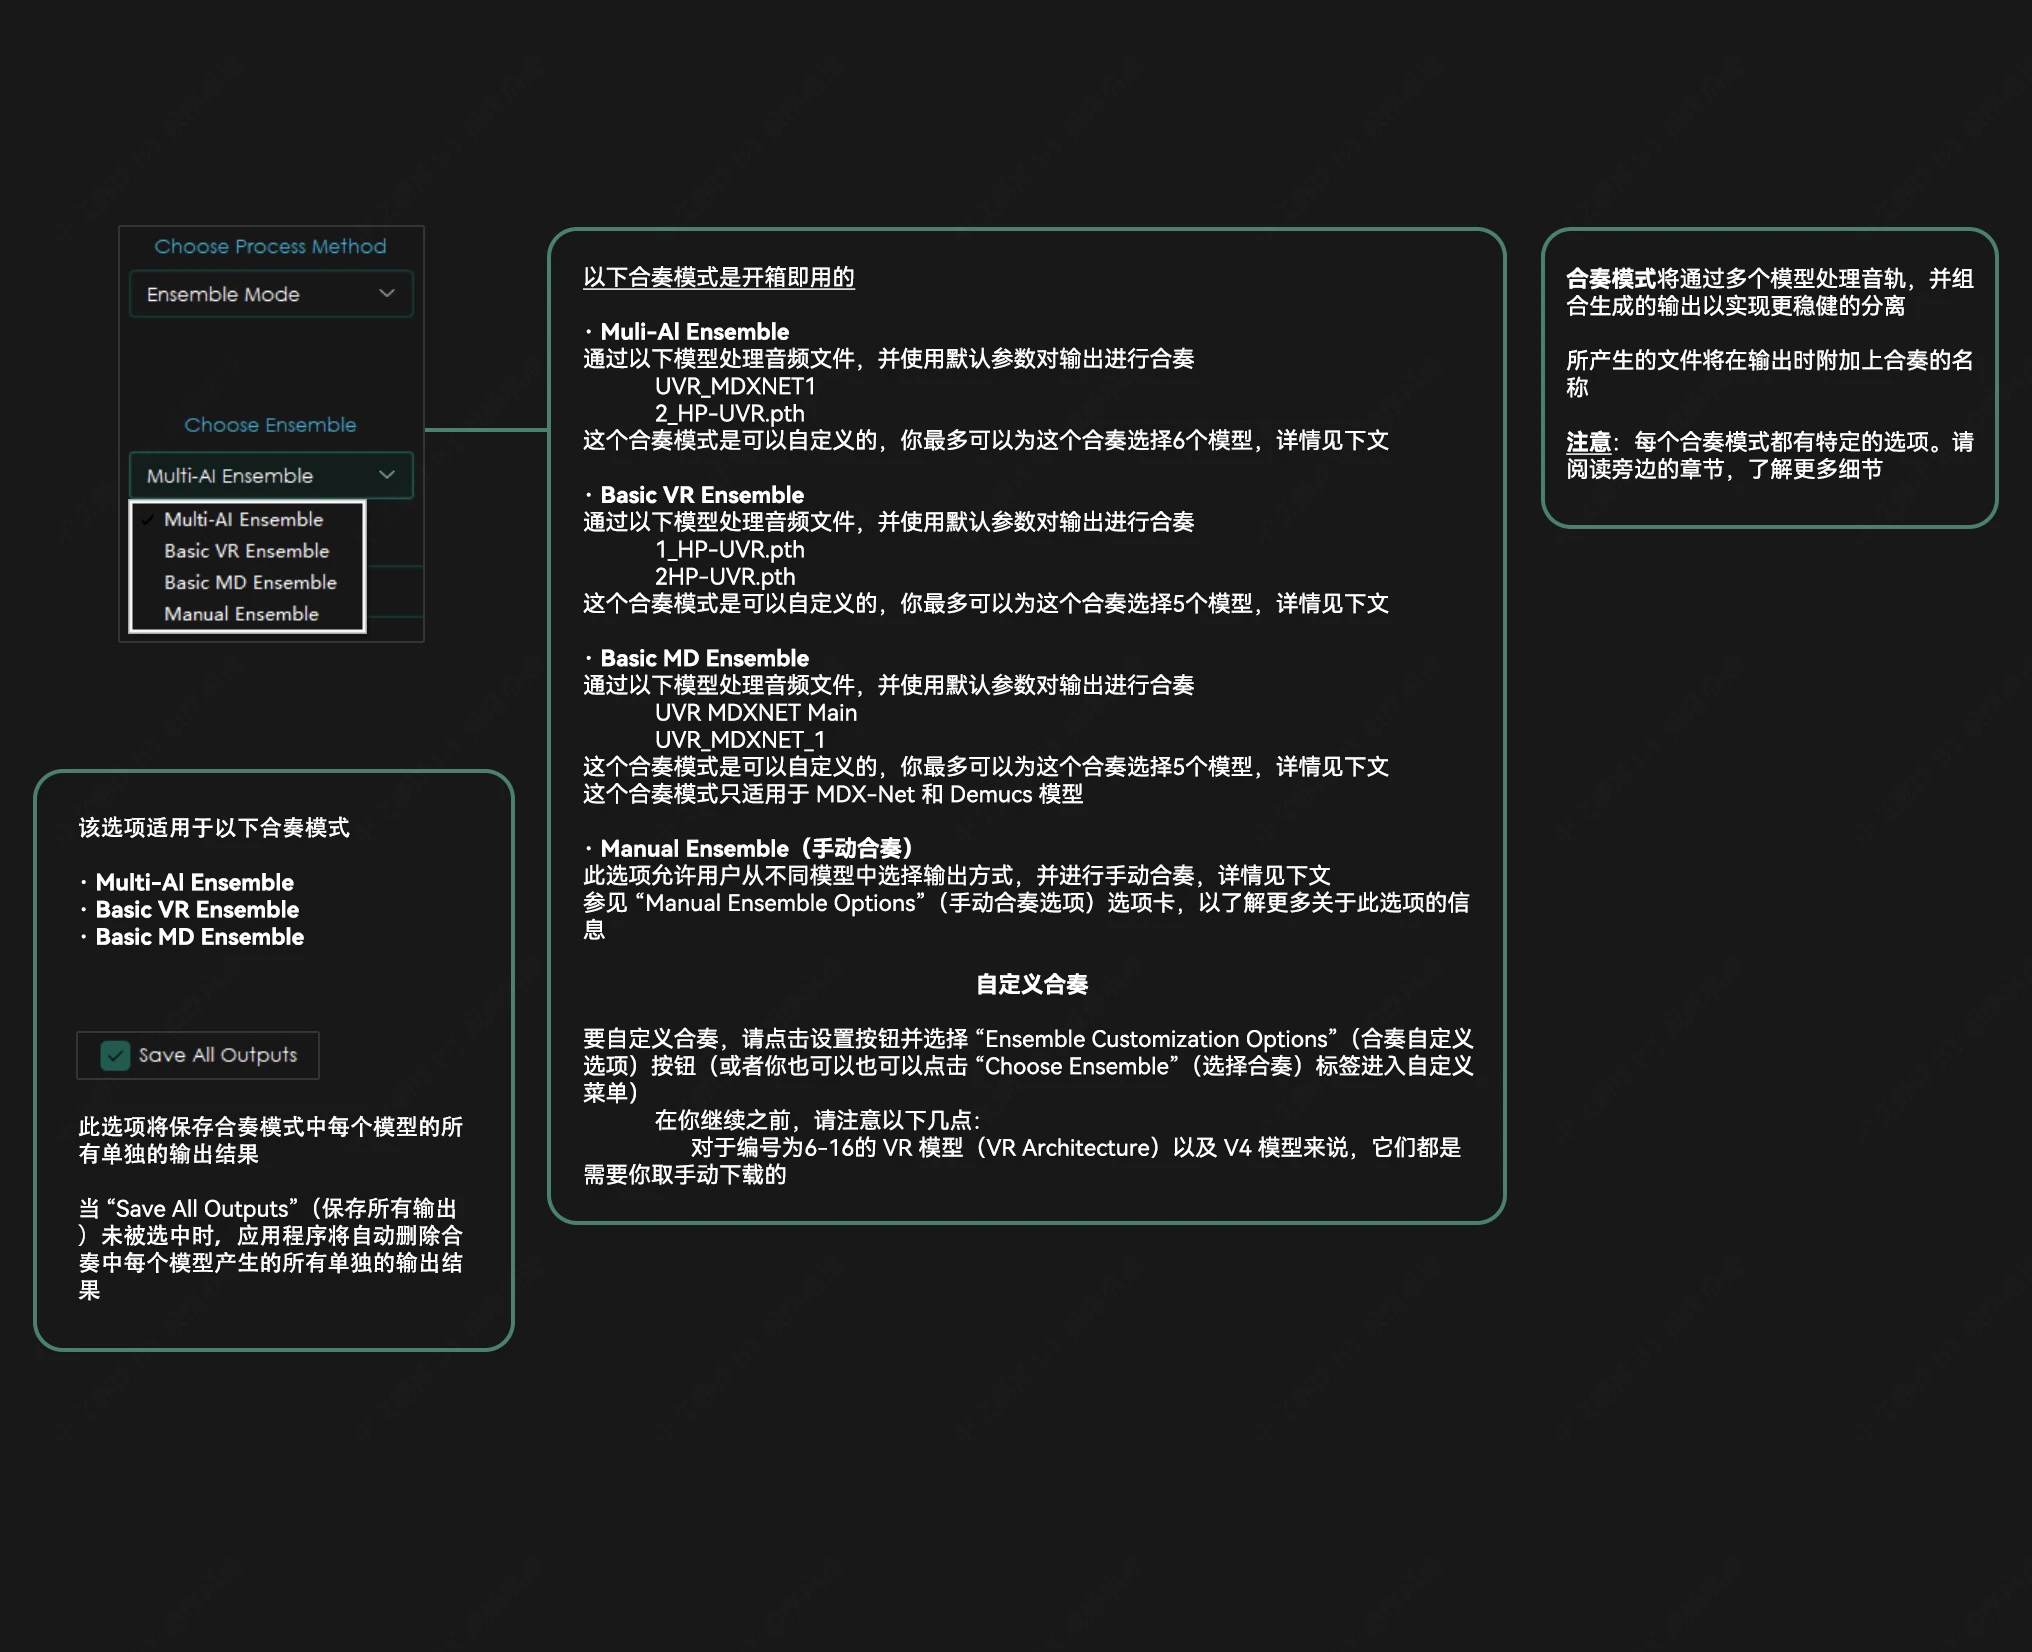 Choose Process Method
Ensemble Mode
Choose Ensemble
Multi-AI Ensemble
Multi-AI Ensemble
Basic VR Ensemble
Basic MD Ensemble
Manual Ensemble
以下合奏模式是开箱即用的
· Muli-Al Ensemble
通过以下模型处理音频文件，并使用默认参数对输出进行合奏
UVR_MDXNET1
2_HP-UVR.pth
这个合奏模式是可以自定义的，你最多可以为这个合奏选择6个模型，详情见下文
· Basic VR Ensemble
通过以下模型处理音频文件，并使用默认参数对输出进行合奏
1_HP-UVR.pth
2HP-UVR.pth
这个合奏模式是可以自定义的，你最多可以为这个合奏选择5个模型，详情见下文
· Basic MD Ensemble
通过以下模型处理音频文件，并使用默认参数对输出进行合奏
UVR MDXNET Main
UVR_MDXNET_1
这个合奏模式是可以自定义的，你最多可以为这个合奏选择5个模型，详情见下文
这个合奏模式只适用于 MDX-Net 和 Demucs 模型
· Manual Ensemble（手动合奏）
此选项允许用户从不同模型中选择输出方式，并进行手动合奏，详情见下文
参见 “Manual Ensemble Options”（手动合奏选项）选项卡，以了解更多关于此选项的信
息
自定义合奏
要自定义合奏，请点击设置按钮并选择 “Ensemble Customization Options”（合奏自定义
选项）按钮（或者你也可以也可以点击 “Choose Ensemble”（选择合奏）标签进入自定义
菜单）
在你继续之前，请注意以下几点：
对于编号为6-16的 VR 模型（VR Architecture）以及 V4 模型来说，它们都是
需要你取手动下载的
合奏模式将通过多个模型处理音轨，并组
合生成的输出以实现更稳健的分离
所产生的文件将在输出时附加上合奏的名
称
注意：每个合奏模式都有特定的选项。请
阅读旁边的章节，了解更多细节
该选项适用于以下合奏模式
· Multi-Al Ensemble
· Basic VR Ensemble
· Basic MD Ensemble
Save All Outputs
此选项将保存合奏模式中每个模型的所
有单独的输出结果
当 “Save All Outputs”（保存所有输出
）未被选中时，应用程序将自动删除合
奏中每个模型产生的所有单独的输出结
果